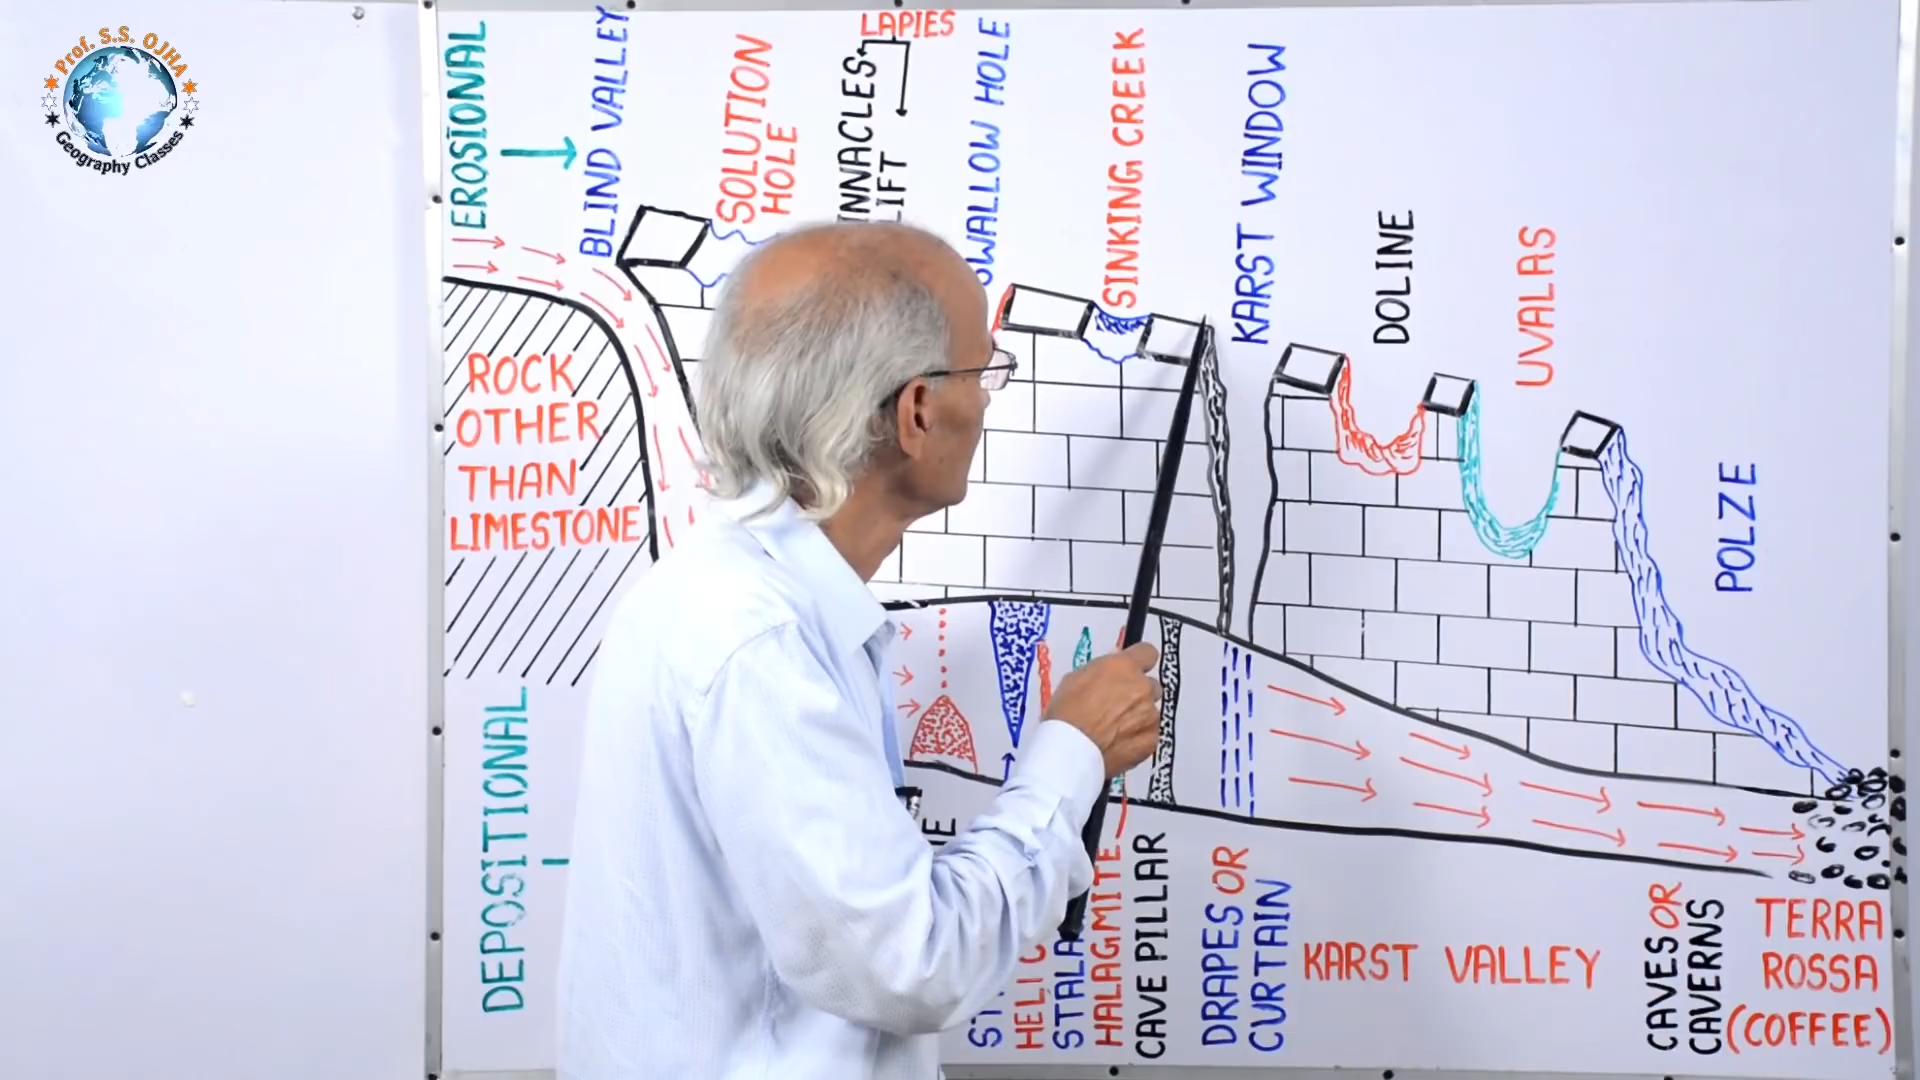 Prof. S.S. OJHA
Geography Classes
EROSIONAL
BLIND VALLEY
SOLUTION
HOLE
LAPIES
SWALLOW HOLE
SINKING CREEK
KARST WINDOW
DOLINE
UVALAS
POLZE
ROCK
OTHER
THAN
LIMESTONE
DEPOSITIONAL
HALAGMITE
CAVE PILLAR
DRAPES OR
CURTAIN
KARST VALLEY
CAVES OR
CAVERNS
TERRA
ROSSA
(COFFEE)